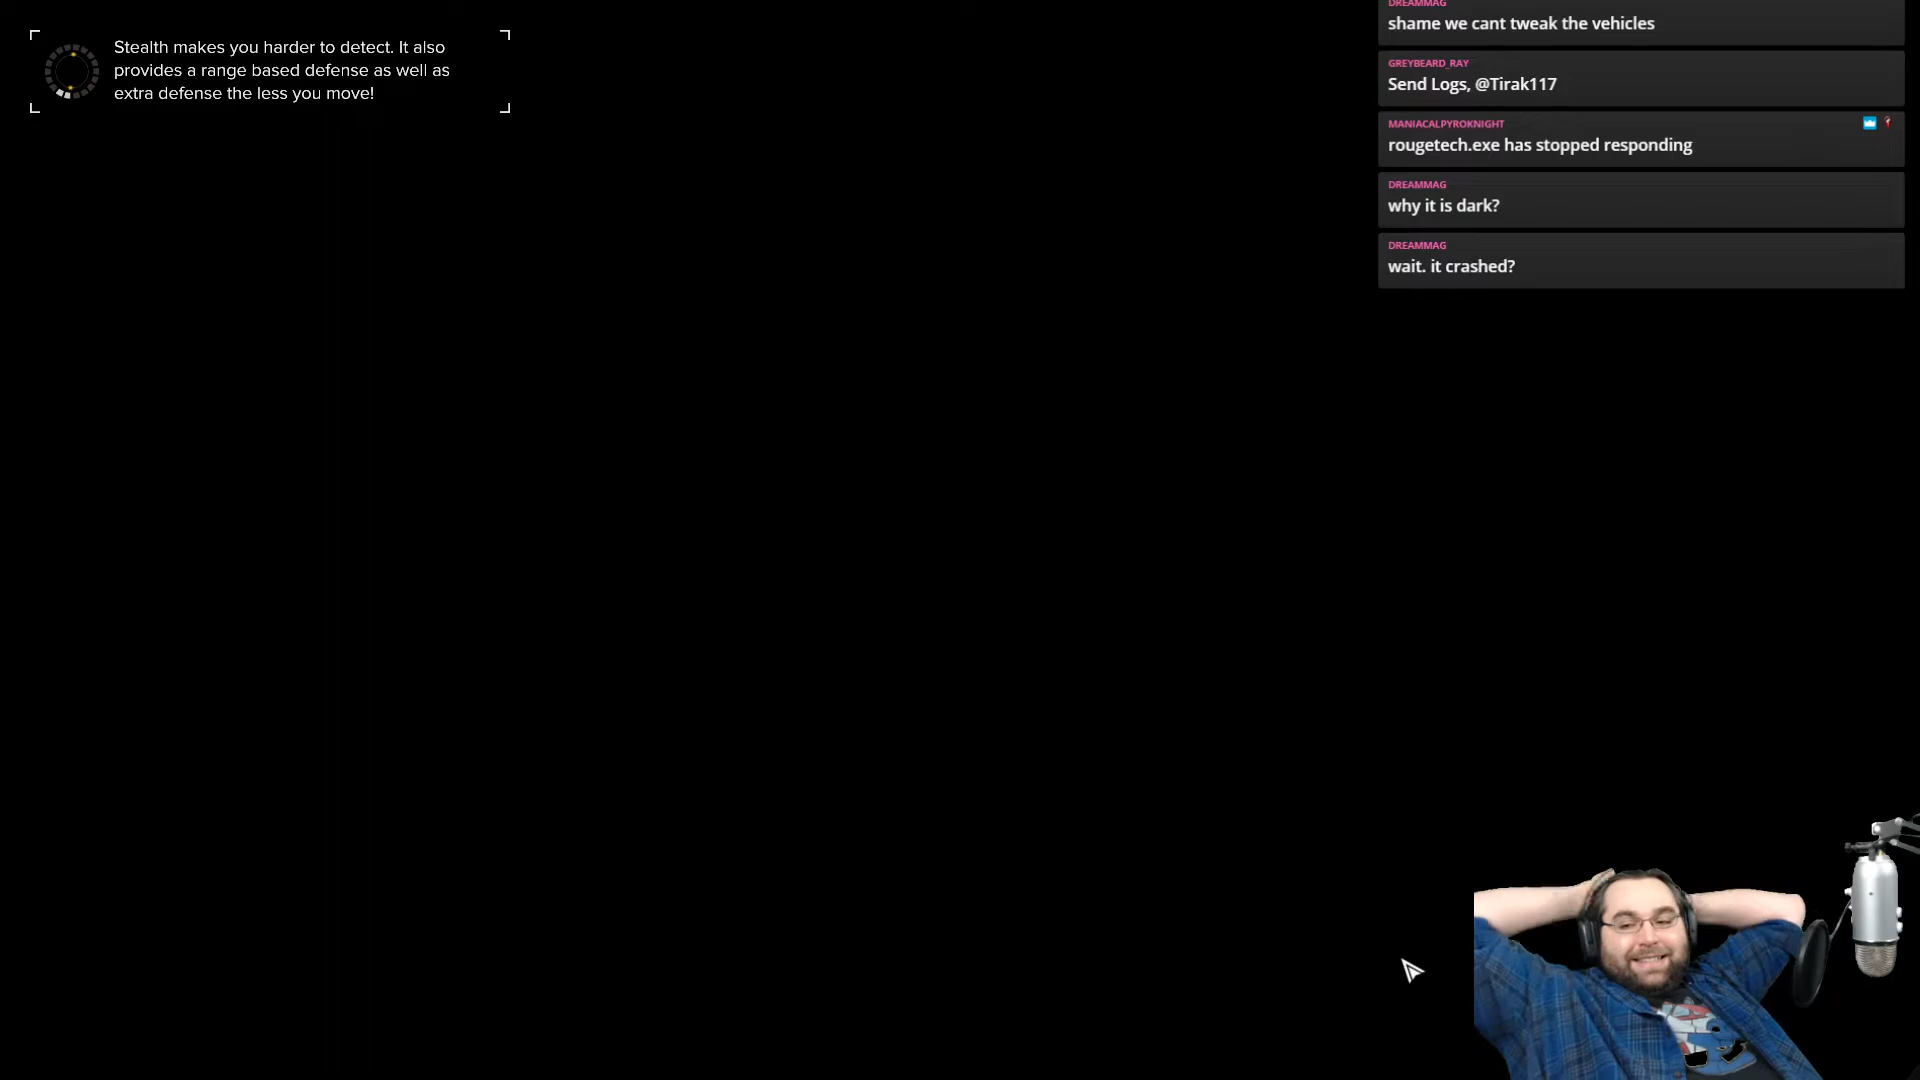 Stealth makes you harder to detect. It also
provides a range based defense as well as
extra defense the less you move!
DREAMMAG
shame we cant tweak the vehicles
GREYBEARD_RAY
Send Logs, @Tirak117
MANIACALPYROKNIGHT
rougetech.exe has stopped responding
DREAMMAG
why it is dark?
DREAMMAG
wait. it crashed?